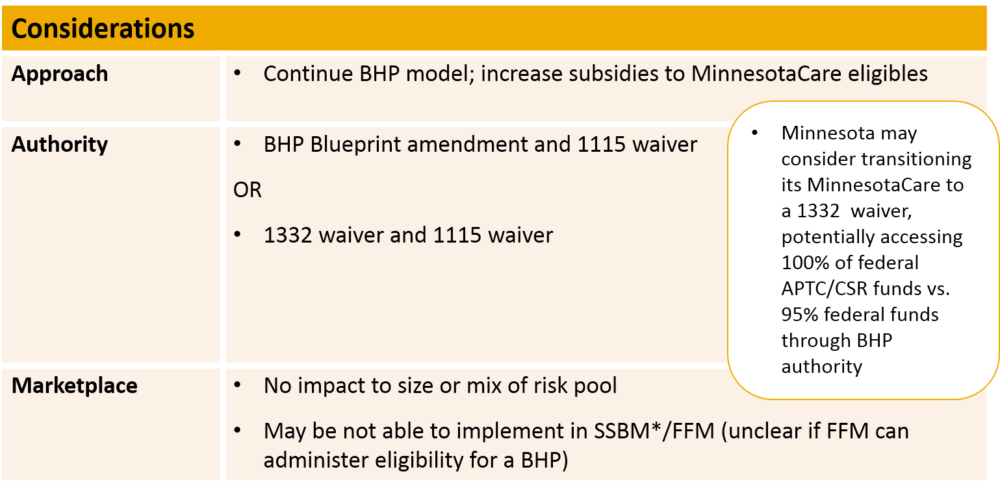 Considerations
Approach
• Continue BHP model; increase subsidies to MinnesotaCare eligibles
Authority
• BHP Blueprint amendment and 1115 waiver
OR
• 1332 waiver and 1115 waiver
• Minnesota may
consider transitioning
its MinnesotaCare to
a 1332 waiver,
potentially accessing
100% of federal
APTC/CSR funds vs.
95% federal funds
through BHP
authority
Marketplace
• No impact to size or mix of risk pool
• May be not able to implement in SSBM*/FFM (unclear if FFM can
administer eligibility for a BHP)